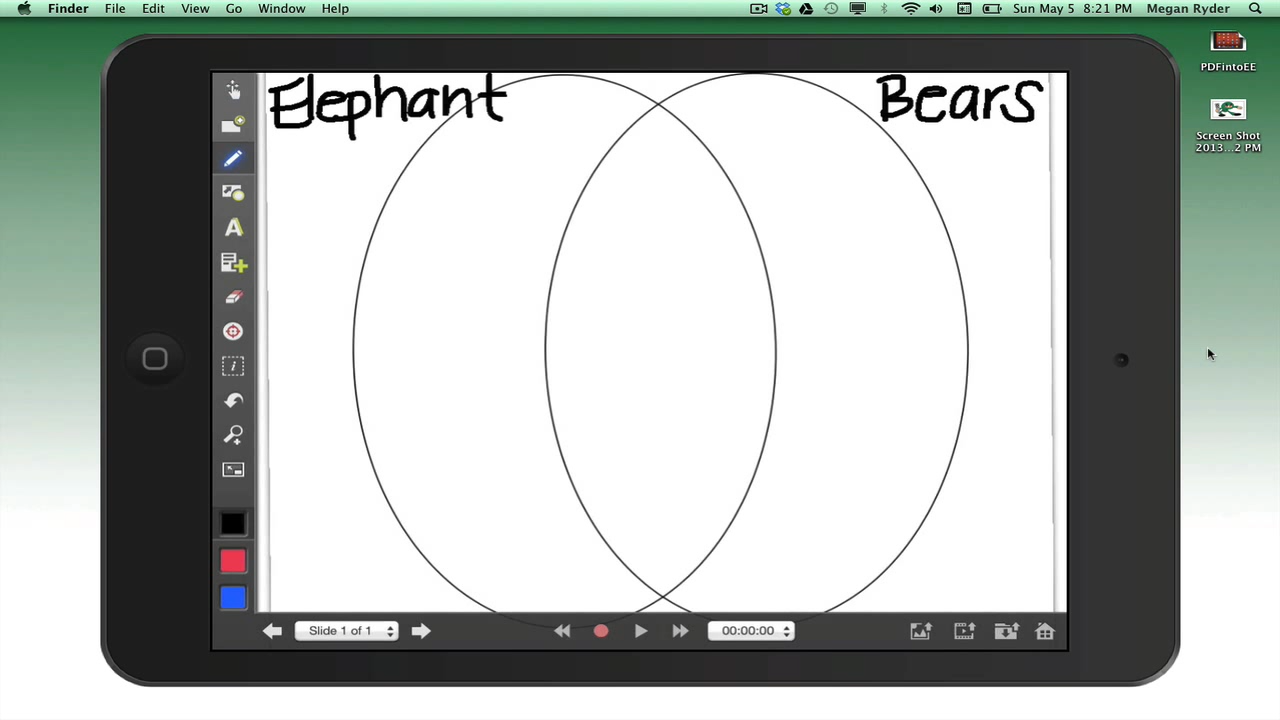 Finder File Edit View Go Window Help Sun May 5 8:21 PM Megan Ryder
PDFintoEE
Screen Shot
2013...2 PM
Elephant Bears
A
i
Slide 1 of 1 00:00:00